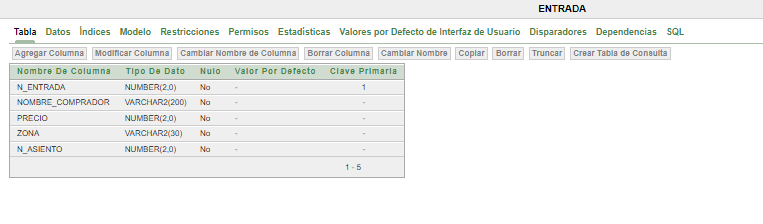 ENTRADA
Tabla Datos Índices Modelo Restricciones Permisos Estadísticas Valores por Defecto de Interfaz de Usuario Disparadores Dependencias SQL
Agregar Columna Modificar Columna Cambiar Nombre de Columna Borrar Columna Cambiar Nombre Copiar Borrar Truncar Crear Tabla de Consulta
Nombre De Columna Tipo De Dato Nulo Valor Por Defecto Clave Primaria
N_ENTRADA NUMBER(2,0) No - 1
NOMBRE_COMPRADOR VARCHAR2(200) No - -
PRECIO NUMBER(2,0) No - -
ZONA VARCHAR2(30) No - -
N_ASIENTO NUMBER(2,0) No - -
1 - 5